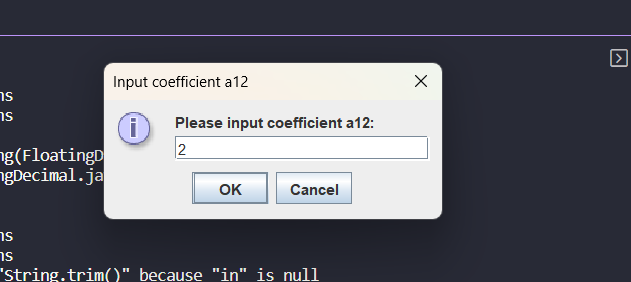 Input coefficient a12
ns
ns
Please input coefficient a12:
2
ng(FloatingD
ngDecimal.ja
OK
Cancel
ns
ns
"String.trim()" because "in" is null